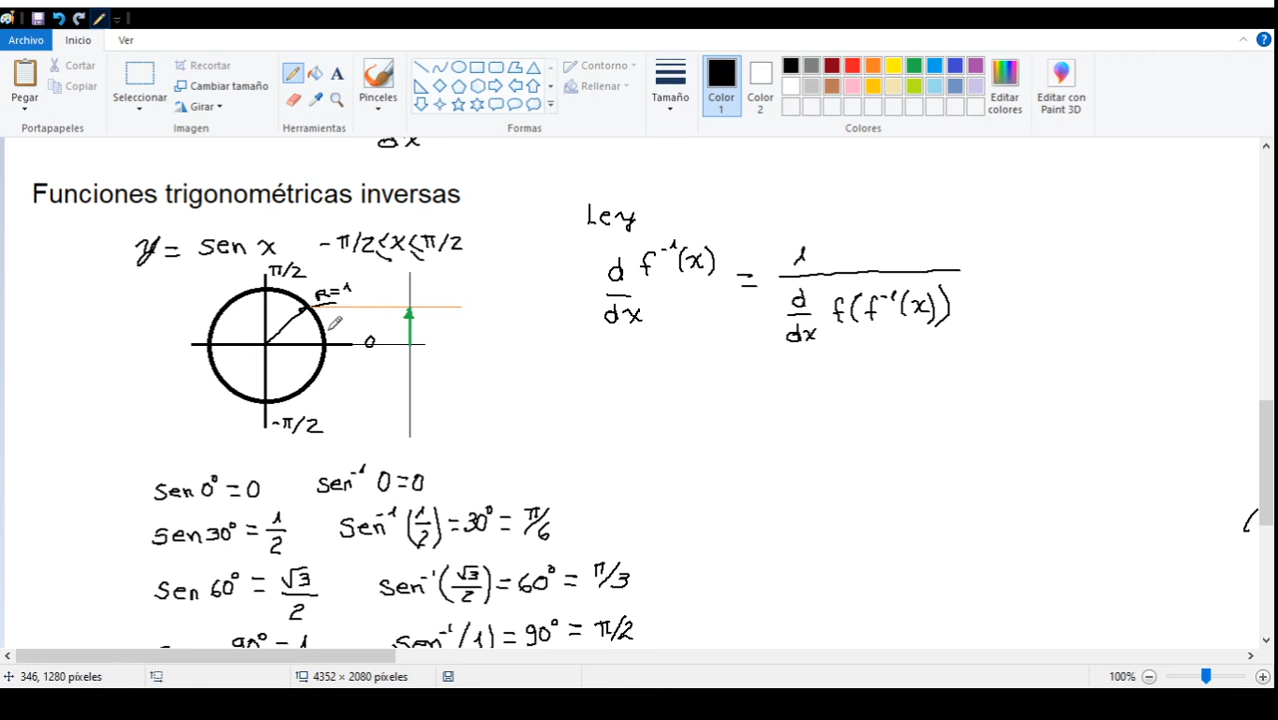 Archivo Inicio Ver
Pegar
Cortar
Copiar
Portapapeles
Seleccionar
Recortar
Cambiar tamaño
Girar
Imagen
A
Herramientas
Pinceles
Contorno
Rellenar
Formas
Tamaño
Color 1
Color 2
Editar colores
Editar con Paint 3D
Colores
dx
Funciones trigonométricas inversas
y = sen x -π/2 ≤ x ≤ π/2
π/2
R=1
0
-π/2
Ley
d/dx f⁻¹(x) = 1 / (d/dx f(f⁻¹(x)))
sen 0° = 0 sen⁻¹ 0 = 0
sen 30° = 1/2 sen⁻¹(1/2) = 30° = π/6
sen 60° = √3/2 sen⁻¹(√3/2) = 60° = π/3
90° = 1 sen⁻¹(1) = 90° = π/2
346, 1280 píxeles 4352 × 2080 píxeles 100%